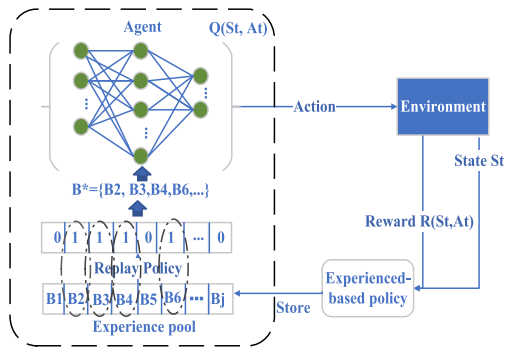 Agent
Q(St, At)
Action
Environment
State St
B*={B2, B3,B4,B6,...}
Reward R(St,At)
0 1 1 1 0 1 ... 0
Replay Policy
Experienced-
based policy
B1 B2 B3 B4 B5 B6 ... Bj
Store
Experience pool